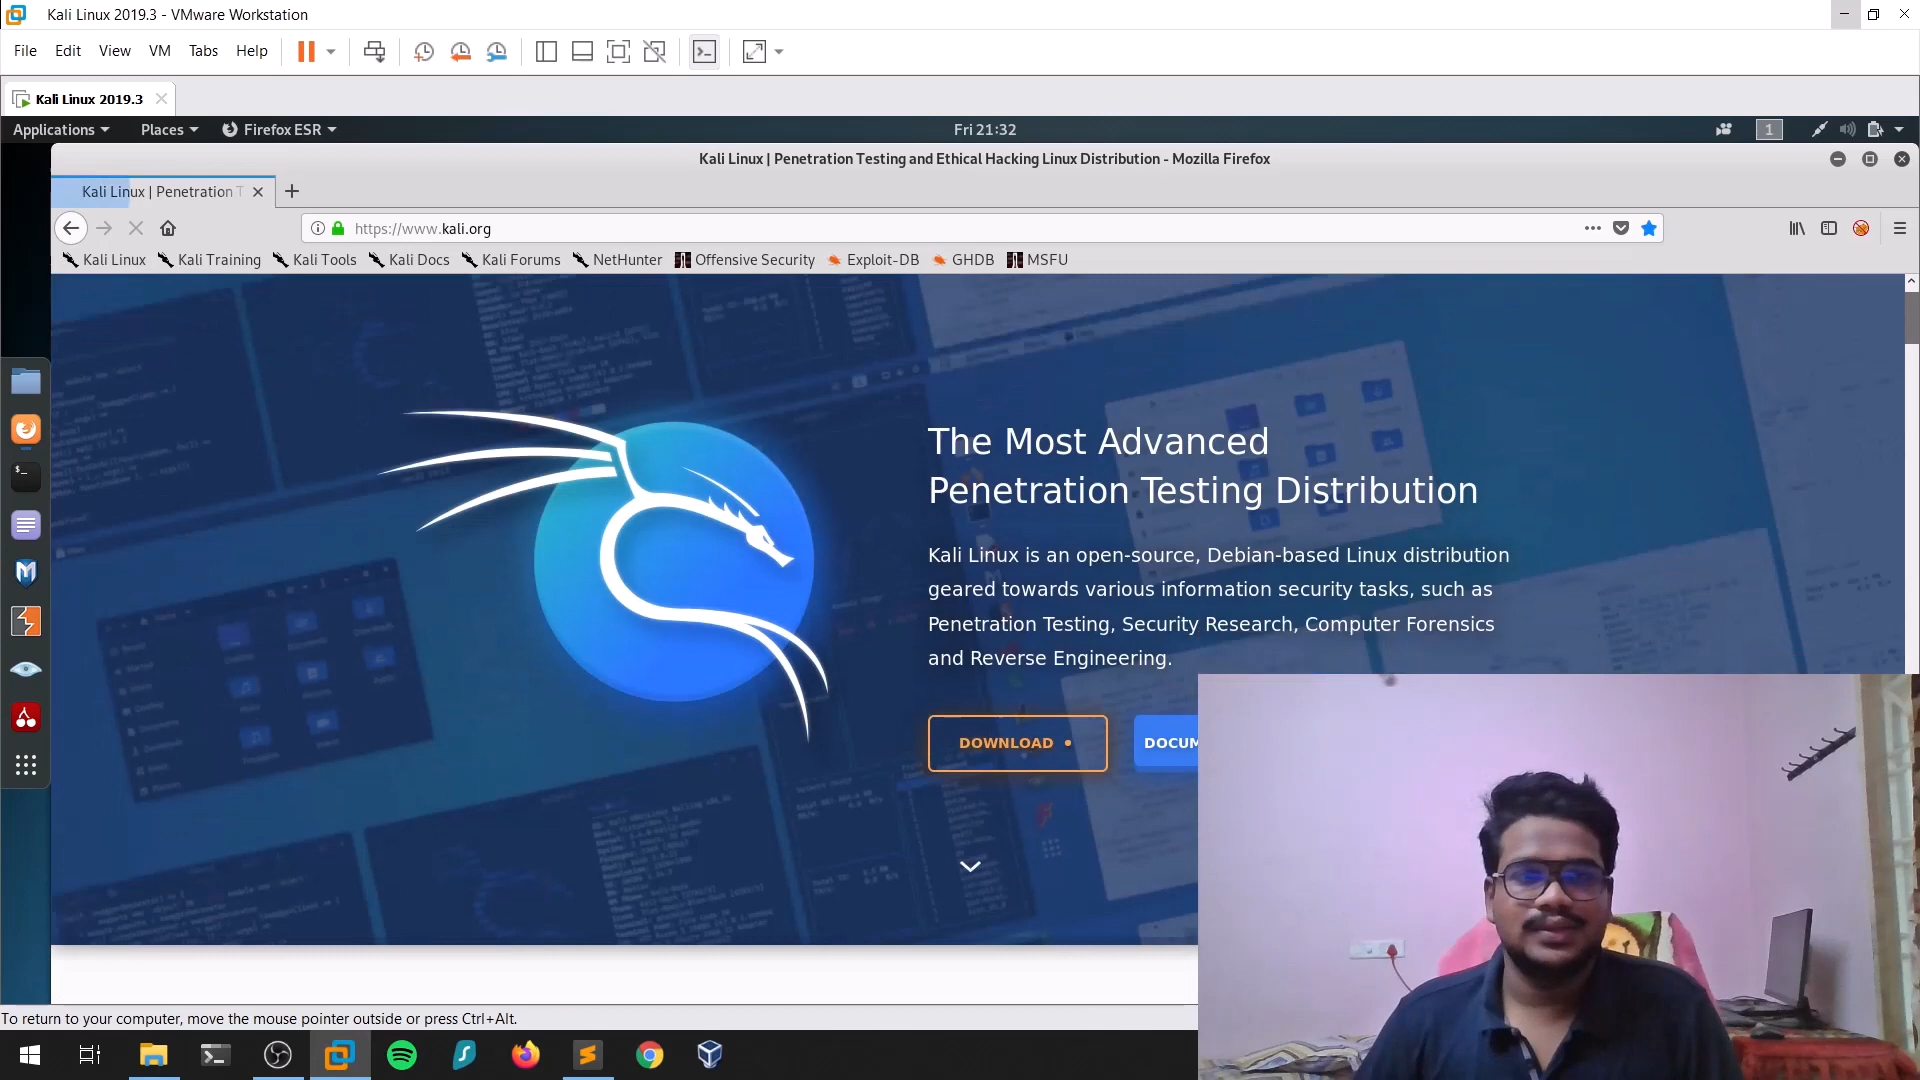 Kali Linux 2019.3 - VMware Workstation
File Edit View VM Tabs Help
Kali Linux 2019.3
Applications Places Firefox ESR Fri 21:32 1
Kali Linux | Penetration Testing and Ethical Hacking Linux Distribution - Mozilla Firefox
Kali Linux | Penetration T
https://www.kali.org
Kali Linux Kali Training Kali Tools Kali Docs Kali Forums NetHunter Offensive Security Exploit-DB GHDB MSFU
The Most Advanced
Penetration Testing Distribution
Kali Linux is an open-source, Debian-based Linux distribution
geared towards various information security tasks, such as
Penetration Testing, Security Research, Computer Forensics
and Reverse Engineering.
DOWNLOAD DOCUM
To return to your computer, move the mouse pointer outside or press Ctrl+Alt.